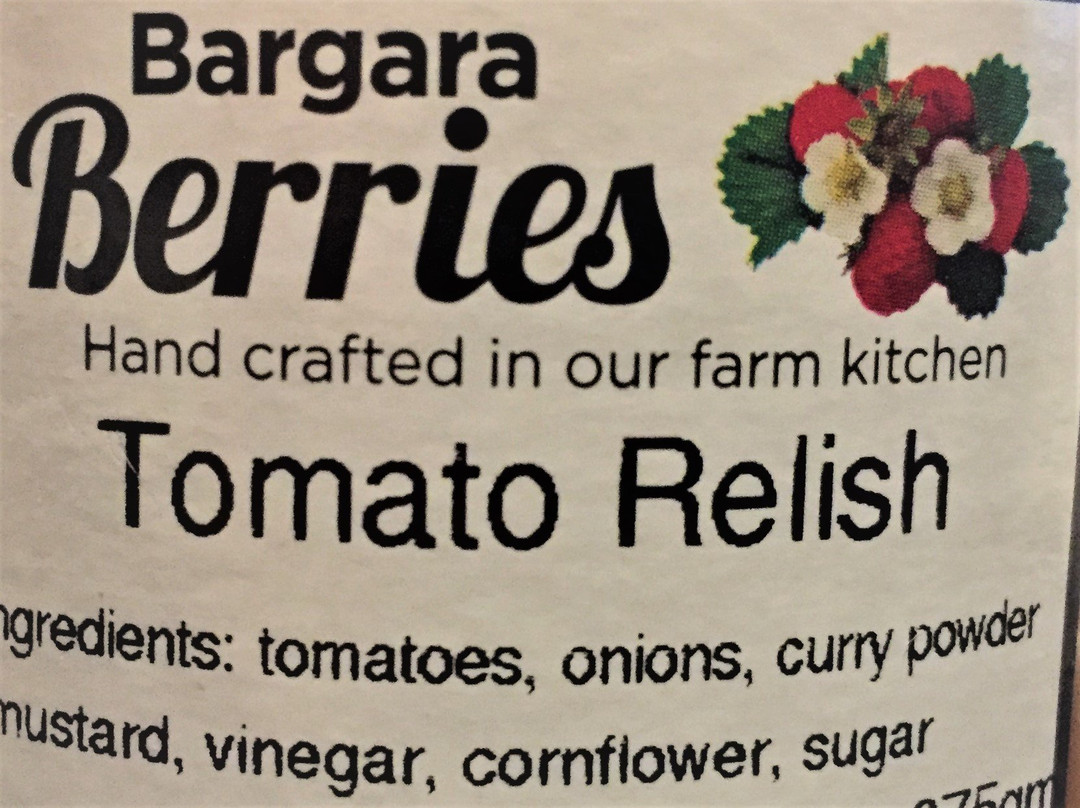 Bargara
Berries
Hand crafted in our farm kitchen
Tomato Relish
ngredients: tomatoes, onions, curry powder
mustard, vinegar, cornflower, sugar
375gm